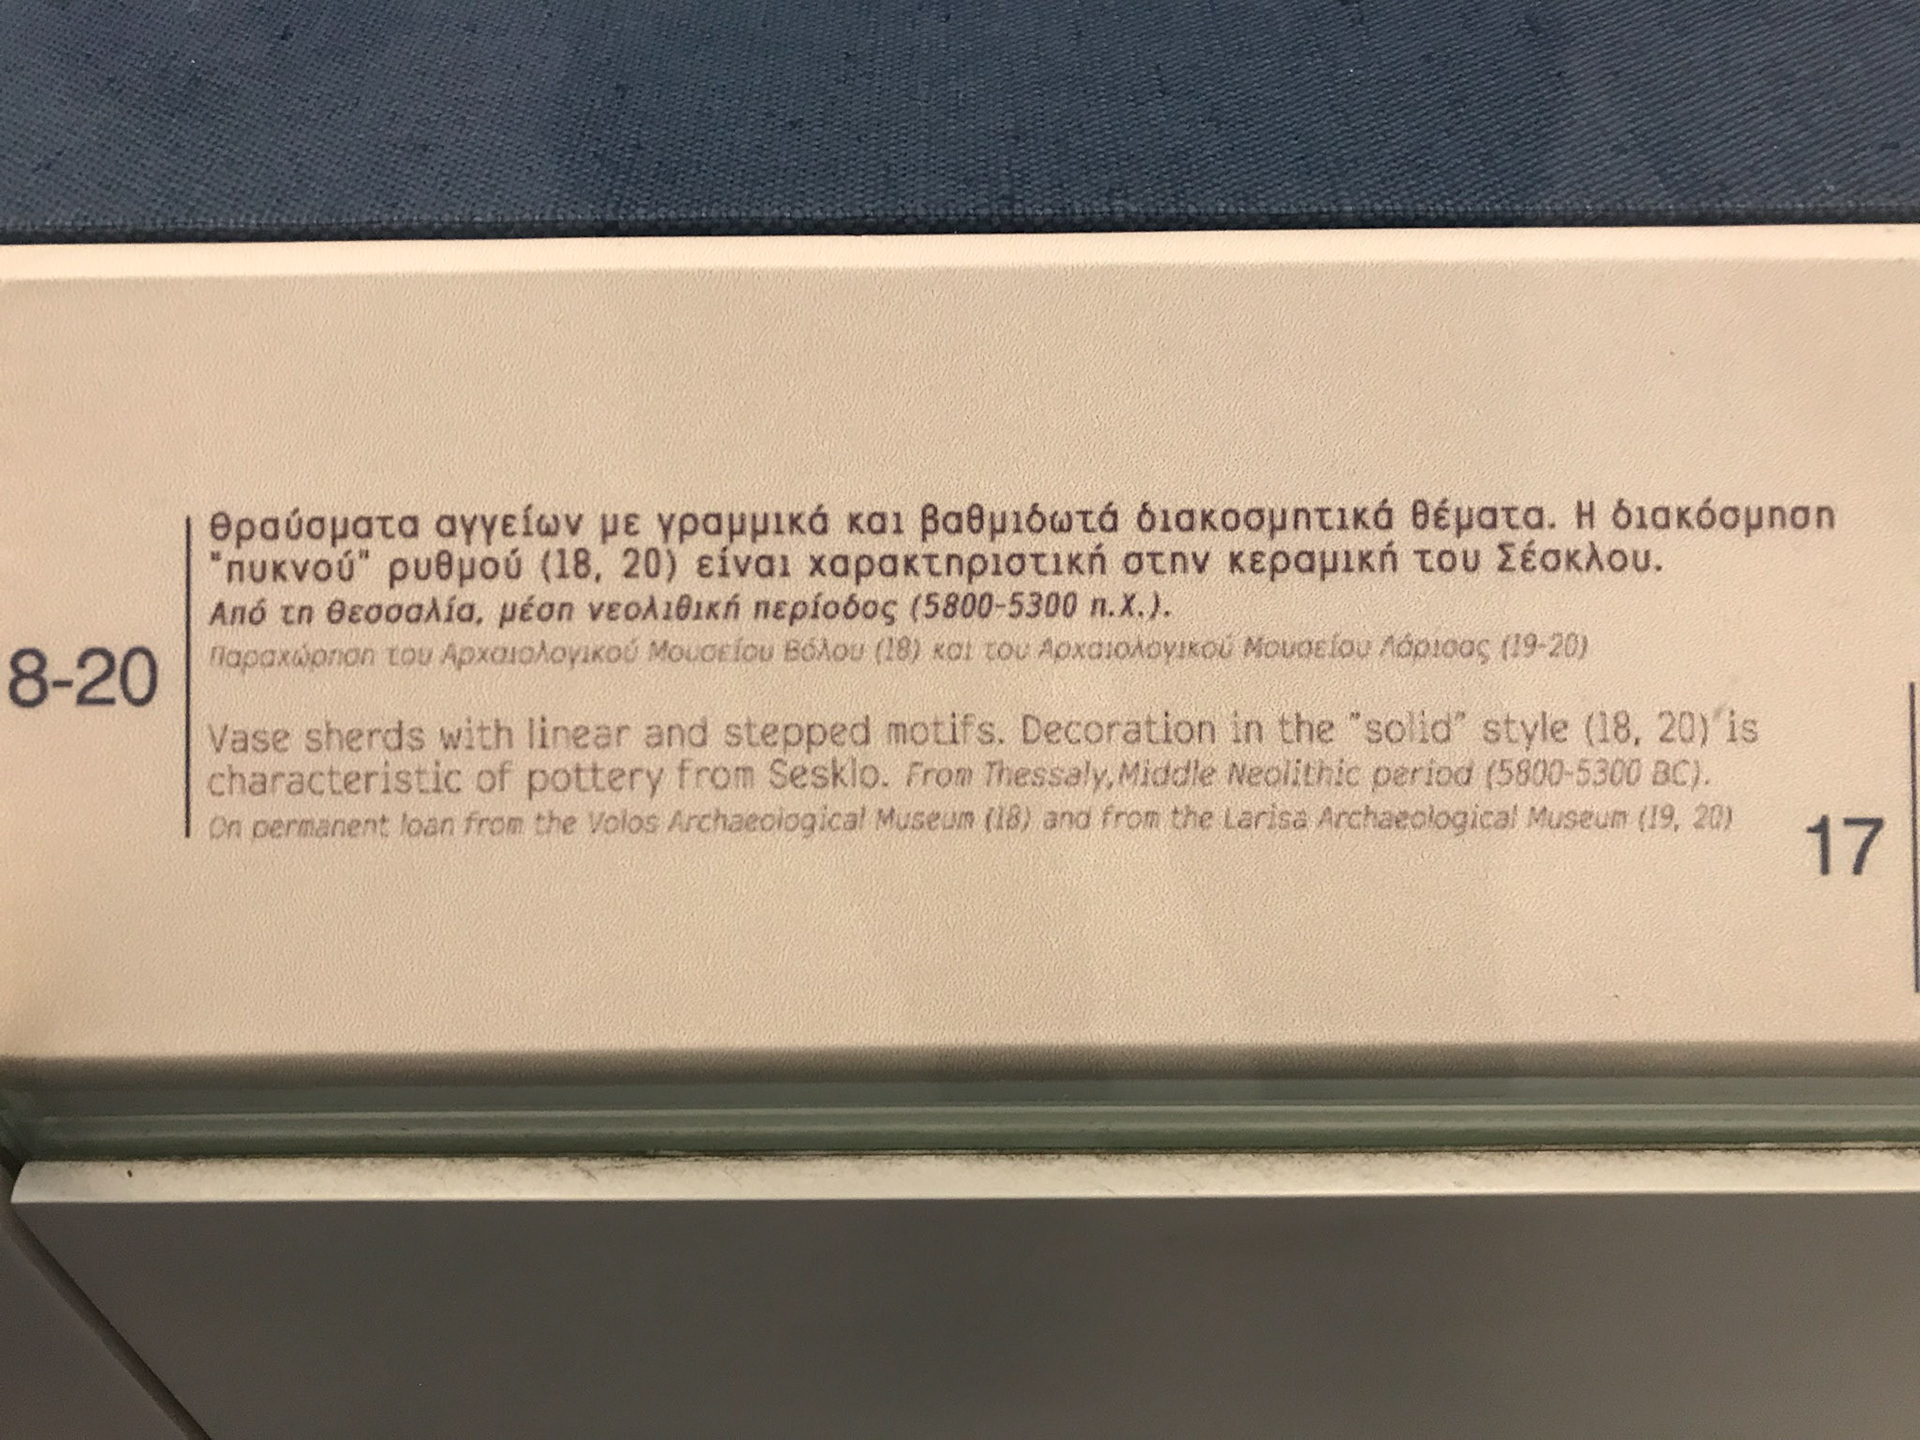 8-20
Θραύσματα αγγείων με γραμμικά και βαθμιδωτά διακοσμητικά θέματα. Η διακόσμηση
"πυκνού" ρυθμού (18, 20) είναι χαρακτηριστική στην κεραμική του Σέσκλου.
Από τη Θεσσαλία, μέση νεολιθική περίοδος (5800-5300 π.Χ.).
Παραχώρηση του Αρχαιολογικού Μουσείου Βόλου (18) και του Αρχαιολογικού Μουσείου Λάρισας (19-20)
Vase sherds with linear and stepped motifs. Decoration in the "solid" style (18, 20) is
characteristic of pottery from Sesklo. From Thessaly, Middle Neolithic period (5800-5300 BC).
On permanent loan from the Volos Archaeological Museum (18) and from the Larisa Archaeological Museum (19, 20)
17